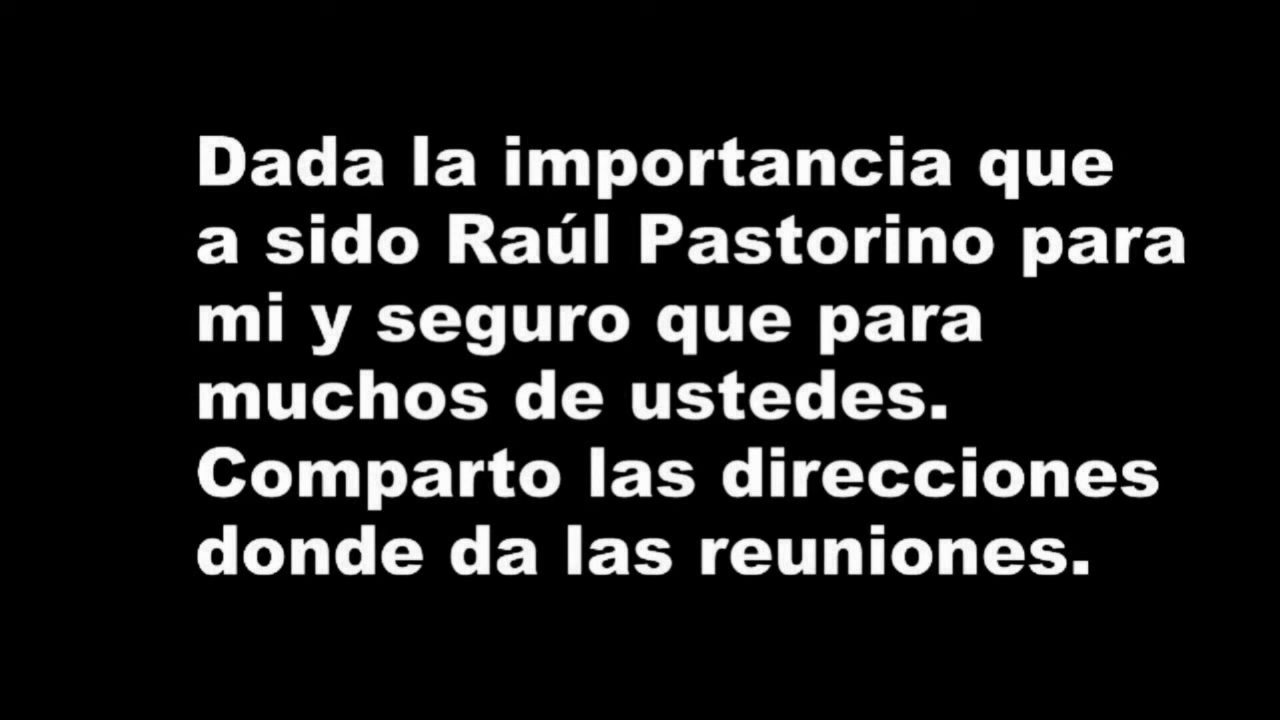 Dada la importancia que
a sido Raúl Pastorino para
mi y seguro que para
muchos de ustedes.
Comparto las direcciones
donde da las reuniones.